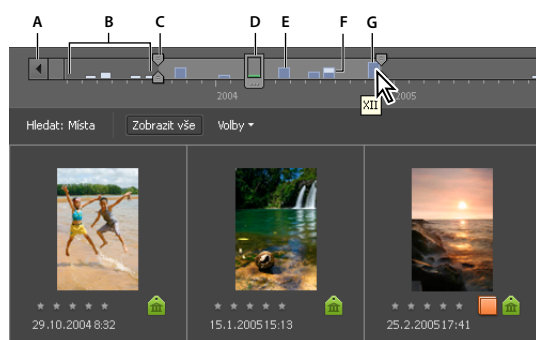 A B C D E F G
2004 2005
XII
Hledat: Místa Zobrazit vše Volby
29.10.2004 8:32 15.1.2005 15:13 25.2.2005 17:41